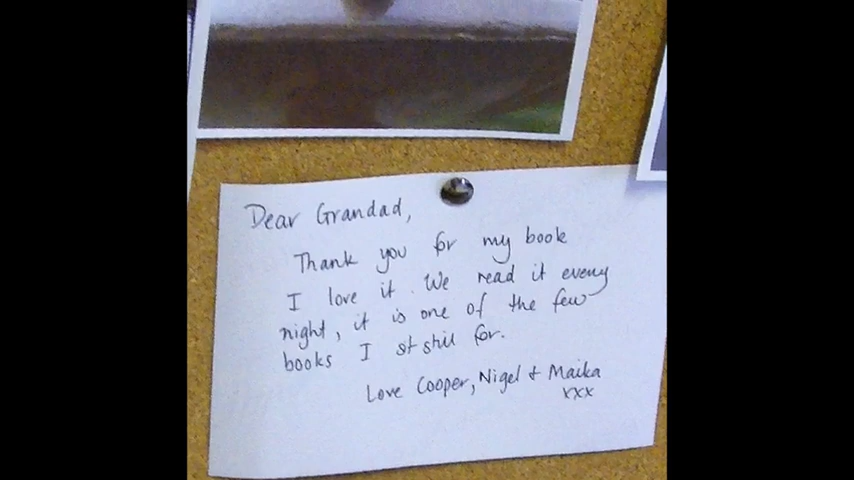 Dear Grandad,
Thank you for my book
I love it. We read it every
night, it is one of the few
books I st still for.
Love Cooper, Nigel & Maika
xxx